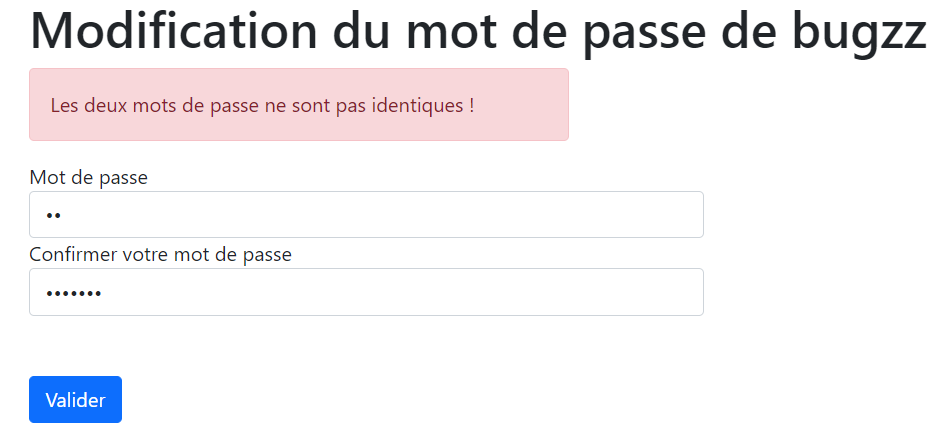 Modification du mot de passe de bugzz
Les deux mots de passe ne sont pas identiques !
Mot de passe
••
Confirmer votre mot de passe
•••••••
Valider